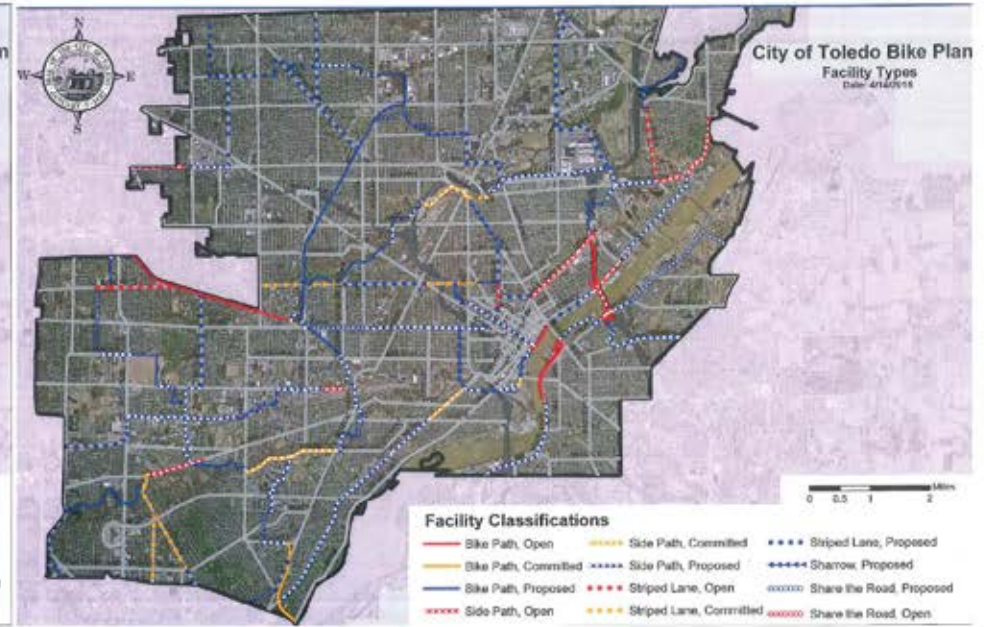 N
City of Toledo Bike Plan
Facility Types
W
E
S
Miles
0 0.5 1 2
Facility Classifications
Bike Path, Open
Bike Path, Committed
Bike Path, Proposed
Side Path, Open
Side Path, Committed
Side Path, Proposed
Striped Lane, Open
Striped Lane, Committed
Striped Lane, Proposed
Sharrow, Proposed
Share the Road, Proposed
Share the Road, Open